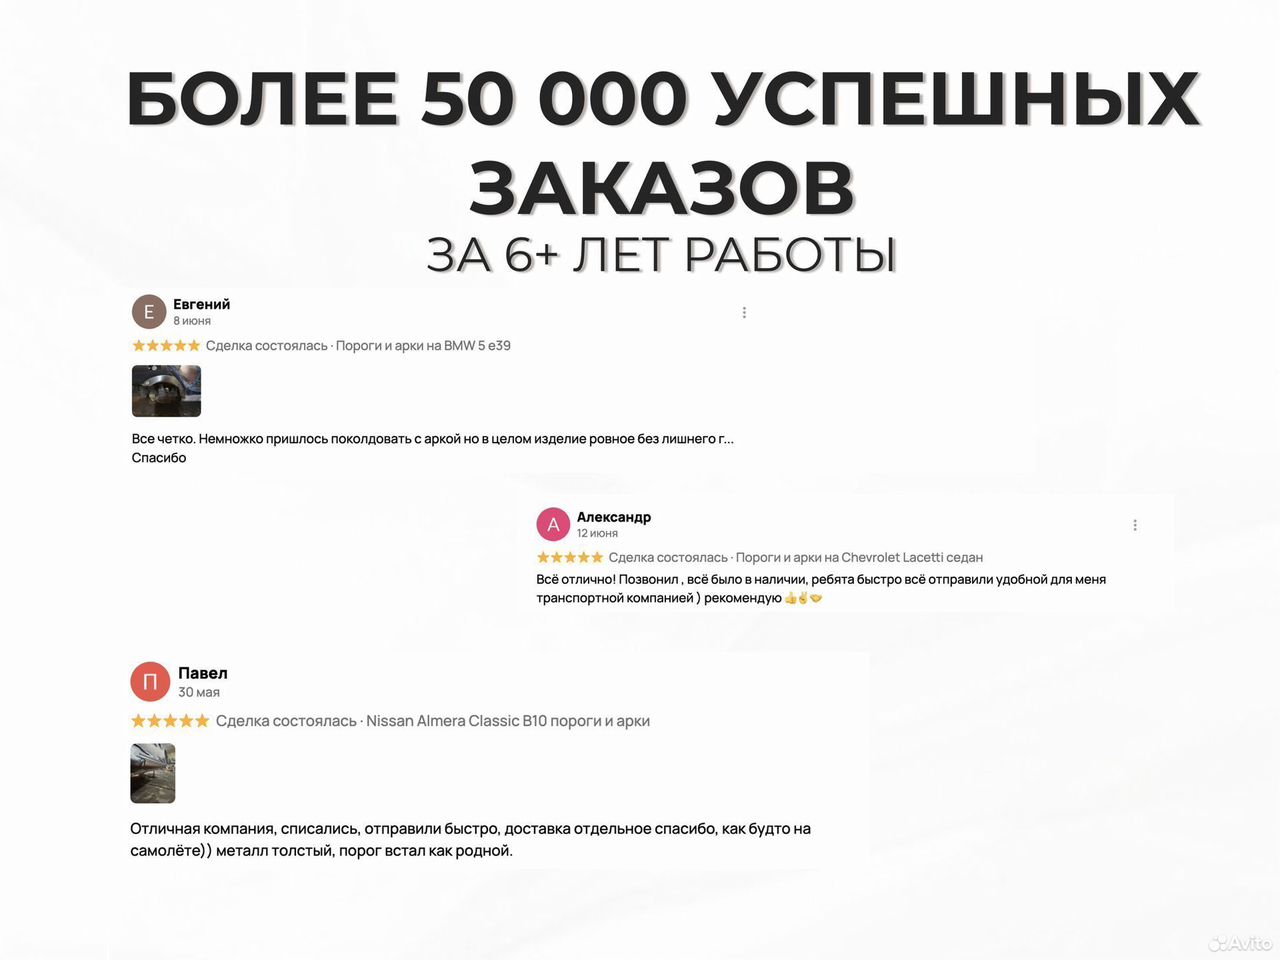 БОЛЕЕ 50 000 УСПЕШНЫХ
ЗАКАЗОВ
ЗА 6+ ЛЕТ РАБОТЫ
Е
Евгений
8 июня
Сделка состоялась · Пороги и арки на BMW 5 e39
Все четко. Немножко пришлось поколдовать с аркой но в целом изделие ровное без лишнего г...
Спасибо
А
Александр
12 июня
Сделка состоялась · Пороги и арки на Chevrolet Lacetti седан
Всё отлично! Позвонил , всё было в наличии, ребята быстро всё отправили удобной для меня
транспортной компанией ) рекомендую 👍✌️🤝
П
Павел
30 мая
Сделка состоялась · Nissan Almera Classic B10 пороги и арки
Отличная компания, списались, отправили быстро, доставка отдельное спасибо, как будто на
самолёте)) металл толстый, порог встал как родной.
Avito